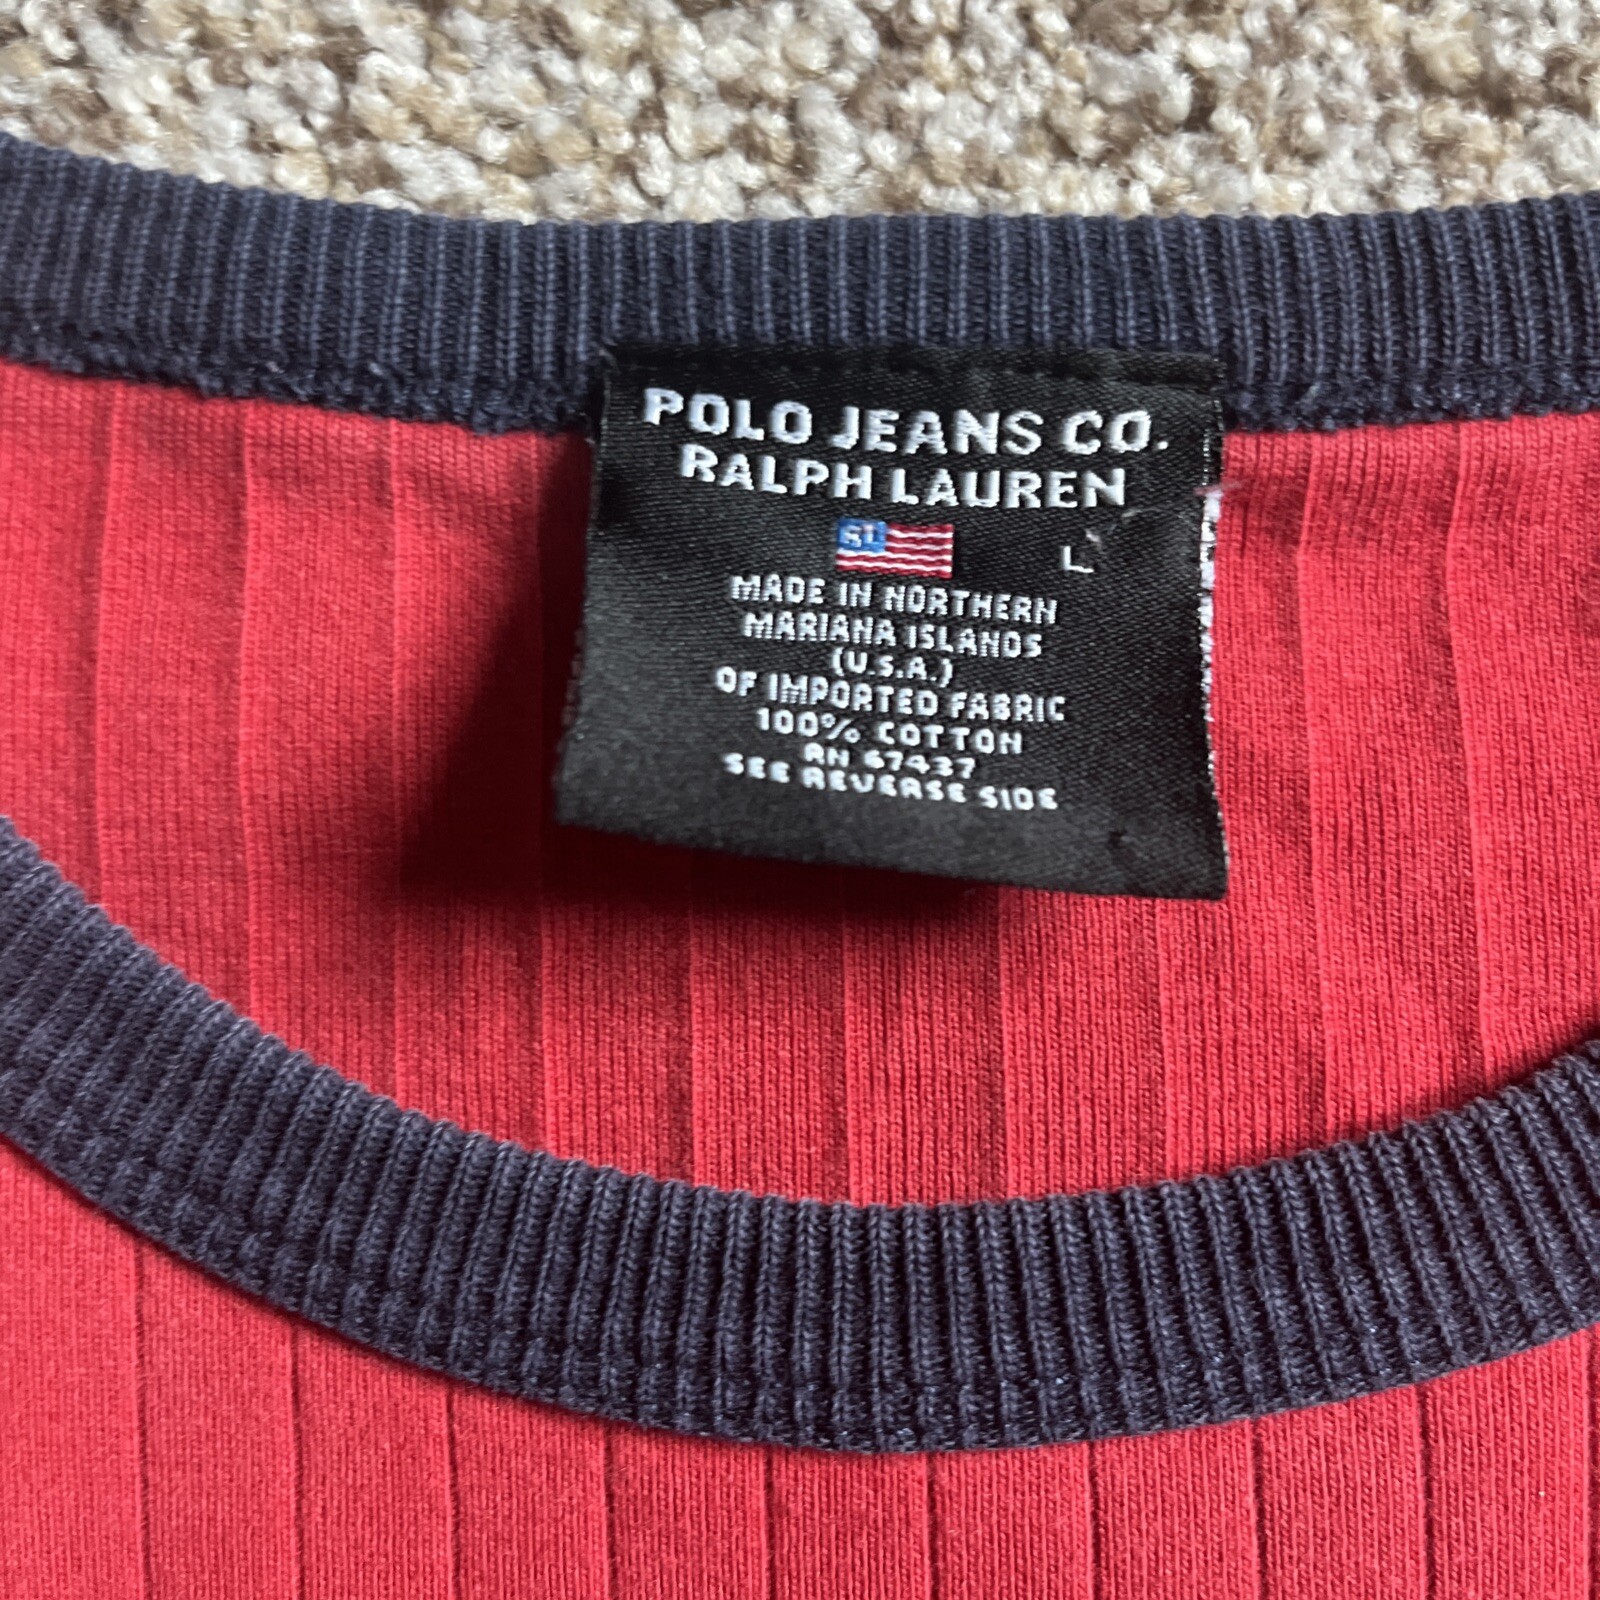 POLO JEANS CO.
RALPH LAUREN
RL
L
MADE IN NORTHERN
MARIANA ISLANDS
(U.S.A.)
OF IMPORTED FABRIC
100% COTTON
RN 67437
SEE REVERSE SIDE